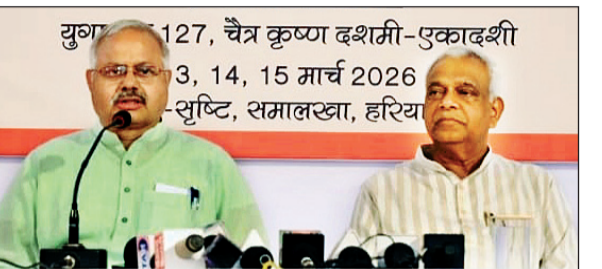 127, चैत्र कृष्ण दशमी-एकादशी
3, 14, 15 मार्च 2026
-सृष्टि, समालखा, हरिया